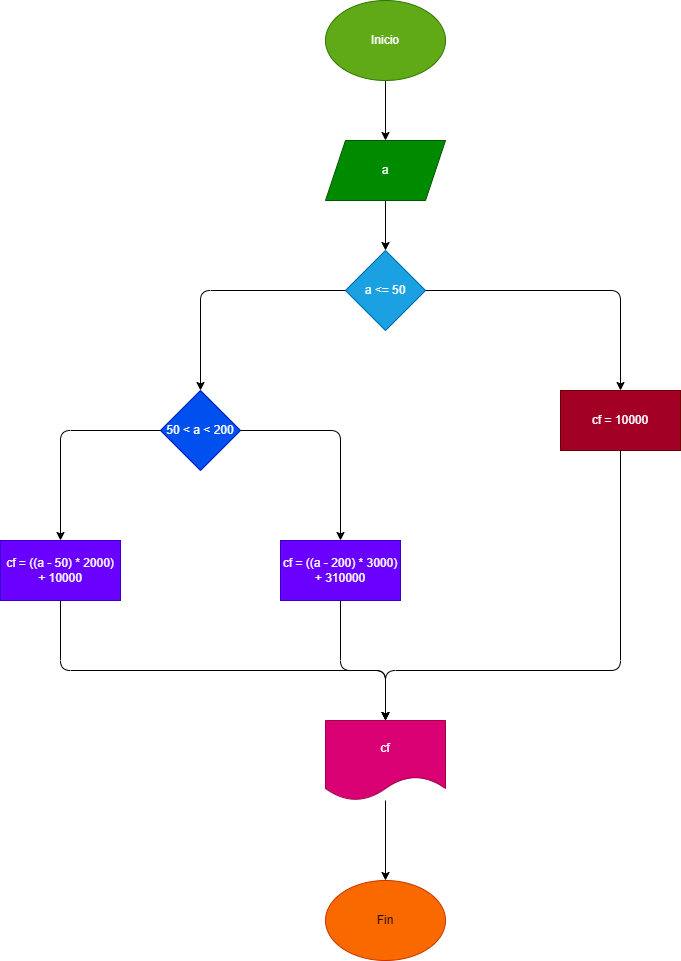 Inicio
a
a <= 50
50 < a < 200
cf = 10000
cf = ((a - 50) * 2000)
+ 10000
cf = ((a - 200) * 3000)
+ 310000
cf
Fin